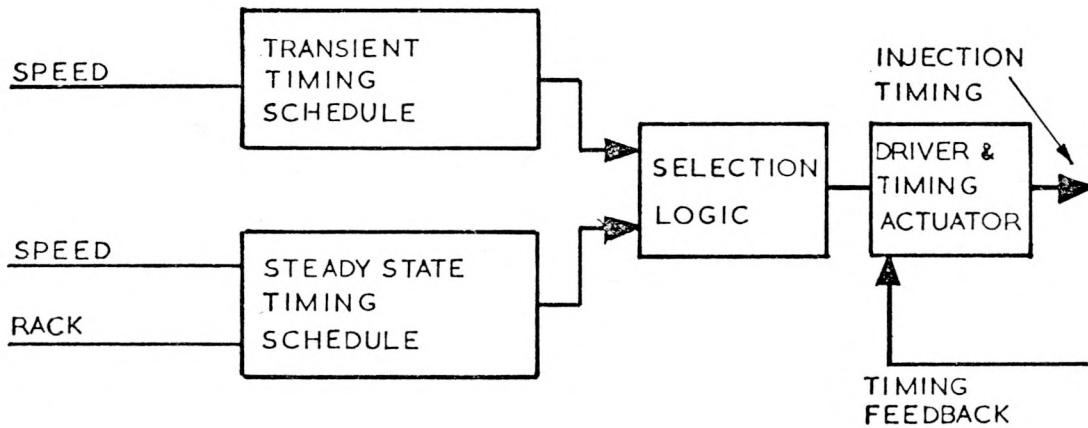 SPEED
TRANSIENT
TIMING
SCHEDULE
SPEED
RACK
STEADY STATE
TIMING
SCHEDULE
SELECTION
LOGIC
INJECTION
TIMING
DRIVER &
TIMING
ACTUATOR
TIMING
FEEDBACK